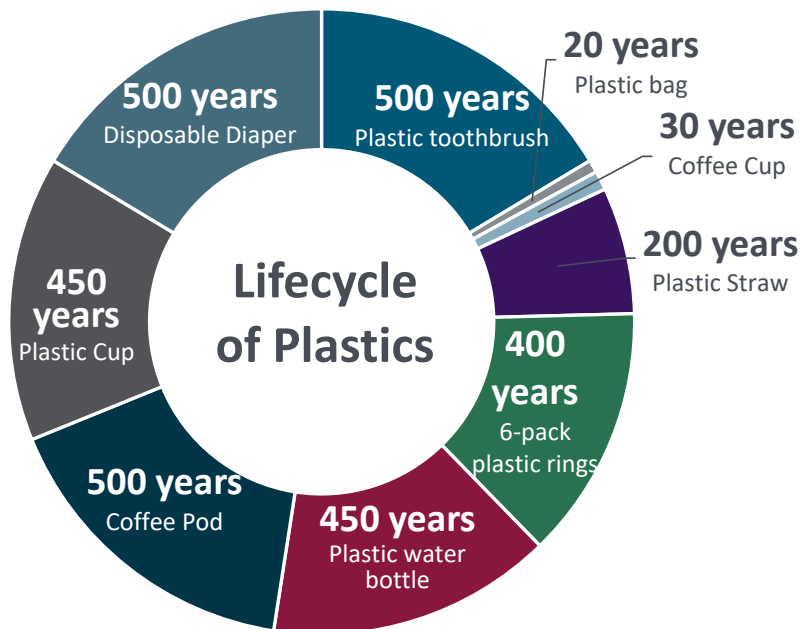 Lifecycle
of Plastics
500 years
Plastic toothbrush
20 years
Plastic bag
30 years
Coffee Cup
200 years
Plastic Straw
400
years
6-pack
plastic rings
450 years
Plastic water
bottle
500 years
Coffee Pod
450
years
Plastic Cup
500 years
Disposable Diaper